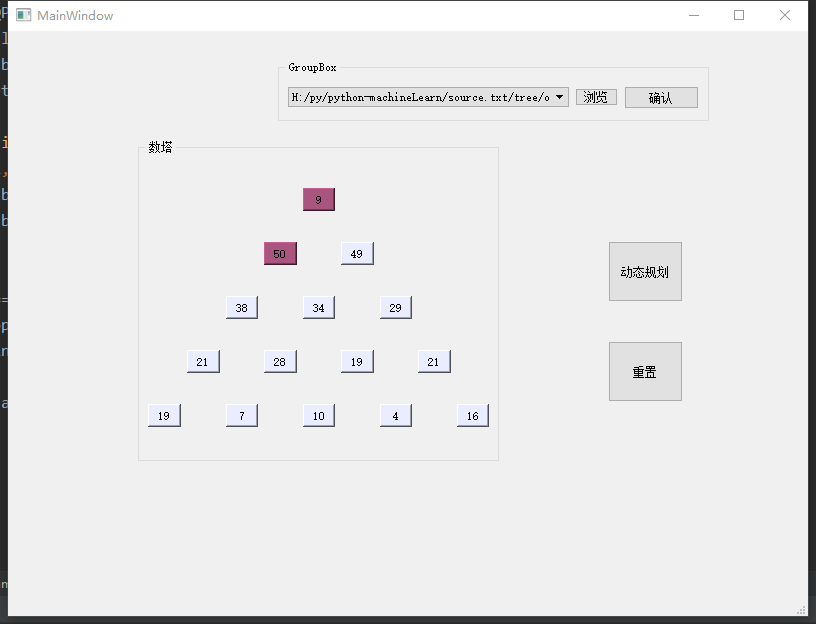 MainWindow
GroupBox
H:/py/python-machineLearn/source.txt/tree/o 浏览 确认
数塔
9
50 49
38 34 29
动态规划
21 28 19 21
重置
19 7 10 4 16